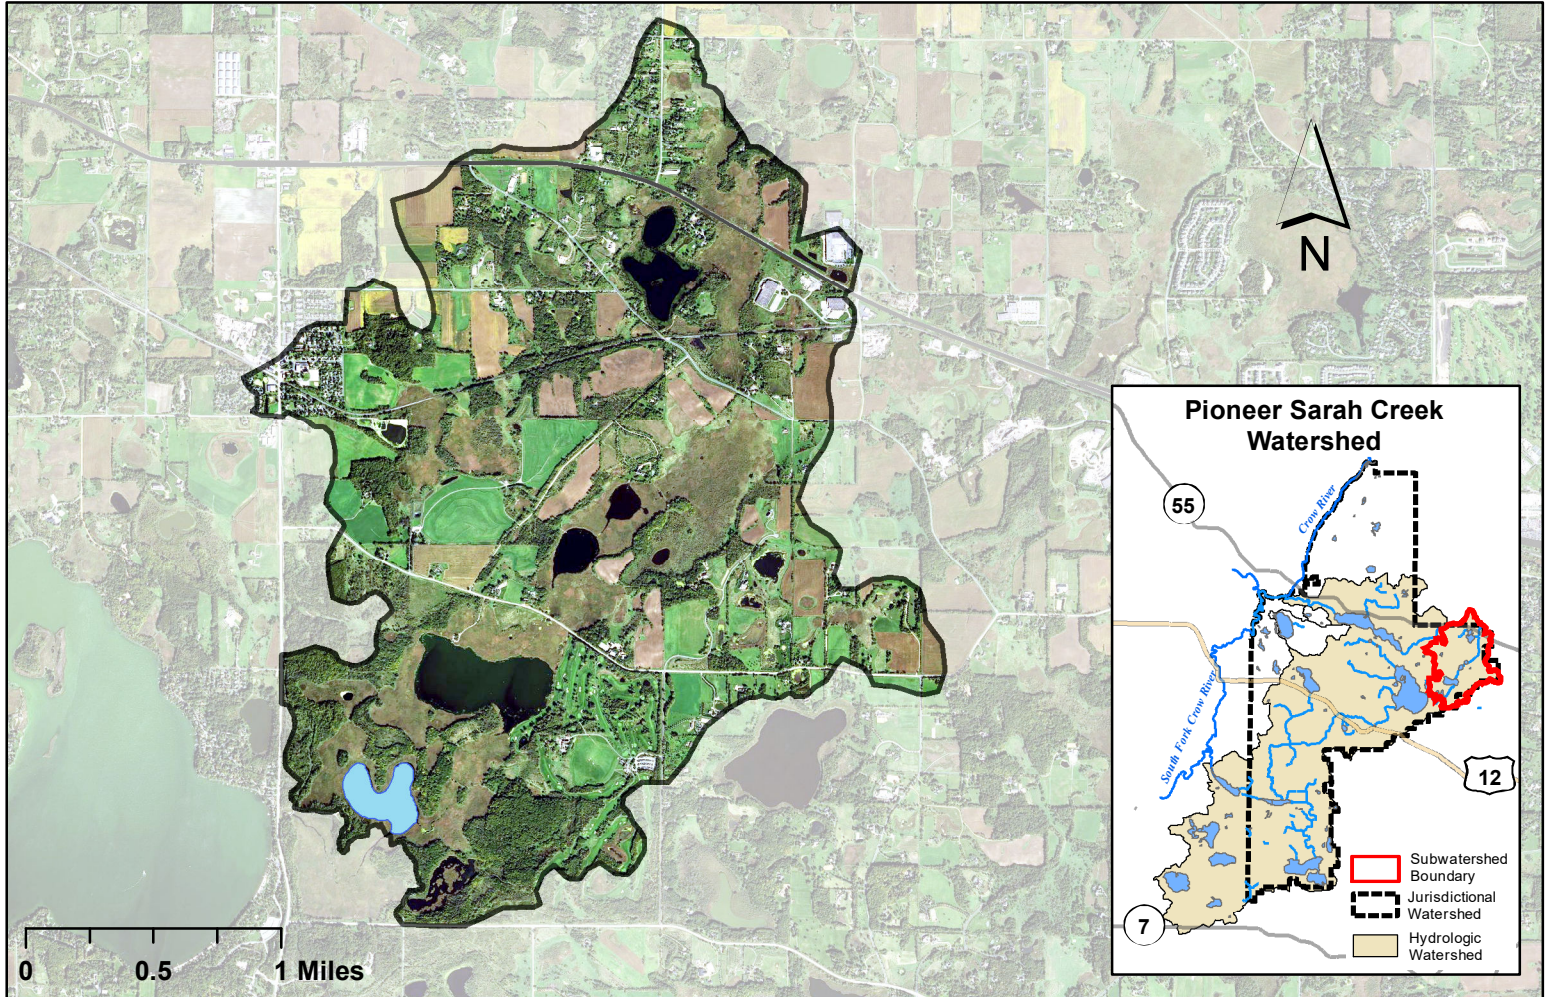 N
0 0.5 1 Miles
Pioneer Sarah Creek
Watershed
55
Crow River
South Fork Crow River
12
7
Subwatershed
Boundary
Jurisdictional
Watershed
Hydrologic
Watershed